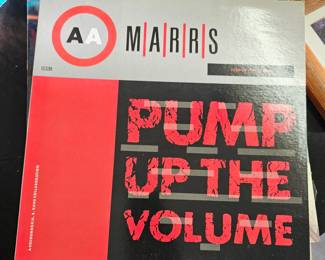 AA
M|A|R|R|S
PUMP
UP THE
VOLUME